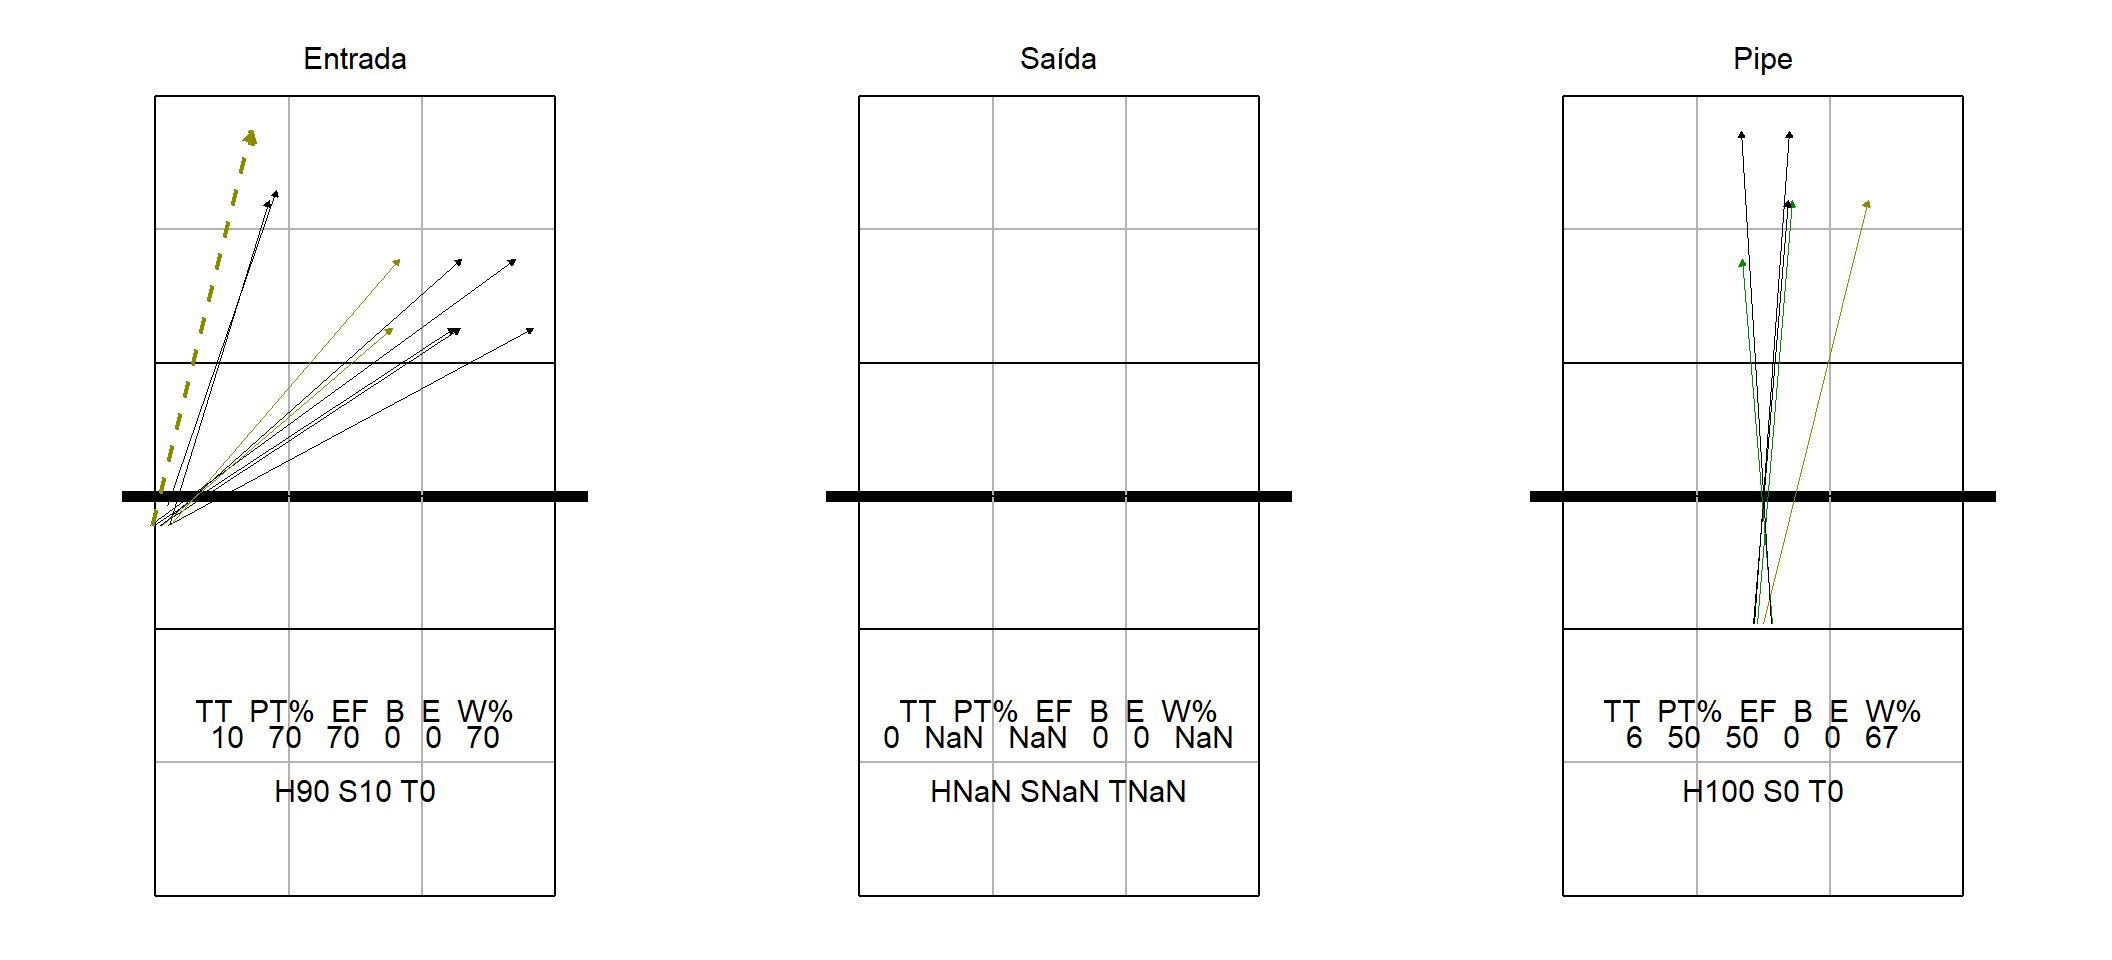 Entrada
TT PT% EF B E W%
10 70 70 0 0 70
H90 S10 T0
Saída
TT PT% EF B E W%
0 NaN NaN 0 0 NaN
HNaN SNaN TNaN
Pipe
TT PT% EF B E W%
6 50 50 0 0 67
H100 S0 T0